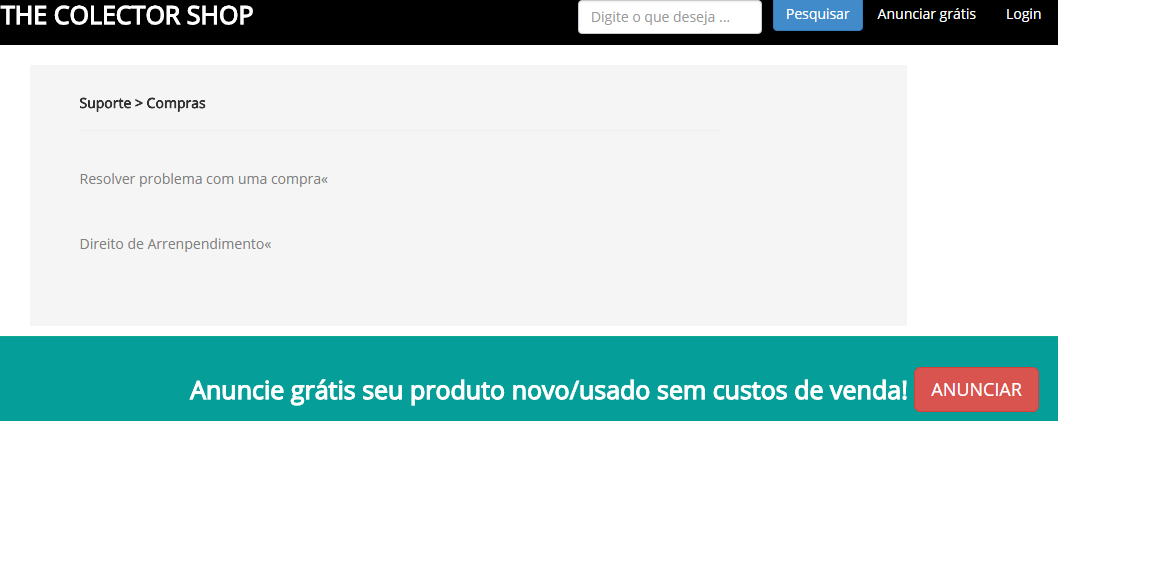 THE COLECTOR SHOP
Digite o que deseja ...
Pesquisar
Anunciar grátis
Login
Suporte > Compras
Resolver problema com uma compra«
Direito de Arrenpendimento«
Anuncie grátis seu produto novo/usado sem custos de venda!
ANUNCIAR